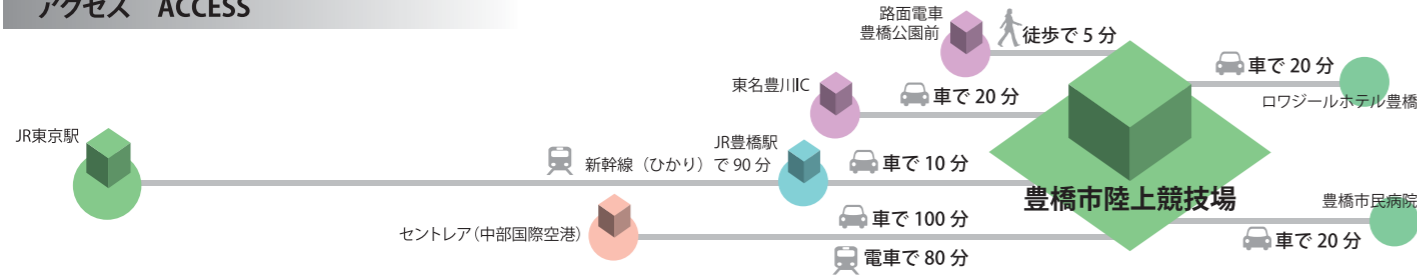 アクセス ACCESS
路面電車
豊橋公園前
徒歩で 5 分
車で 20 分
ロワジールホテル豊橋
東名豊川IC
車で 20 分
JR東京駅
新幹線（ひかり）で 90 分
JR豊橋駅
車で 10 分
豊橋市陸上競技場
豊橋市民病院
車で 20 分
セントレア（中部国際空港）
車で 100 分
電車で 80 分